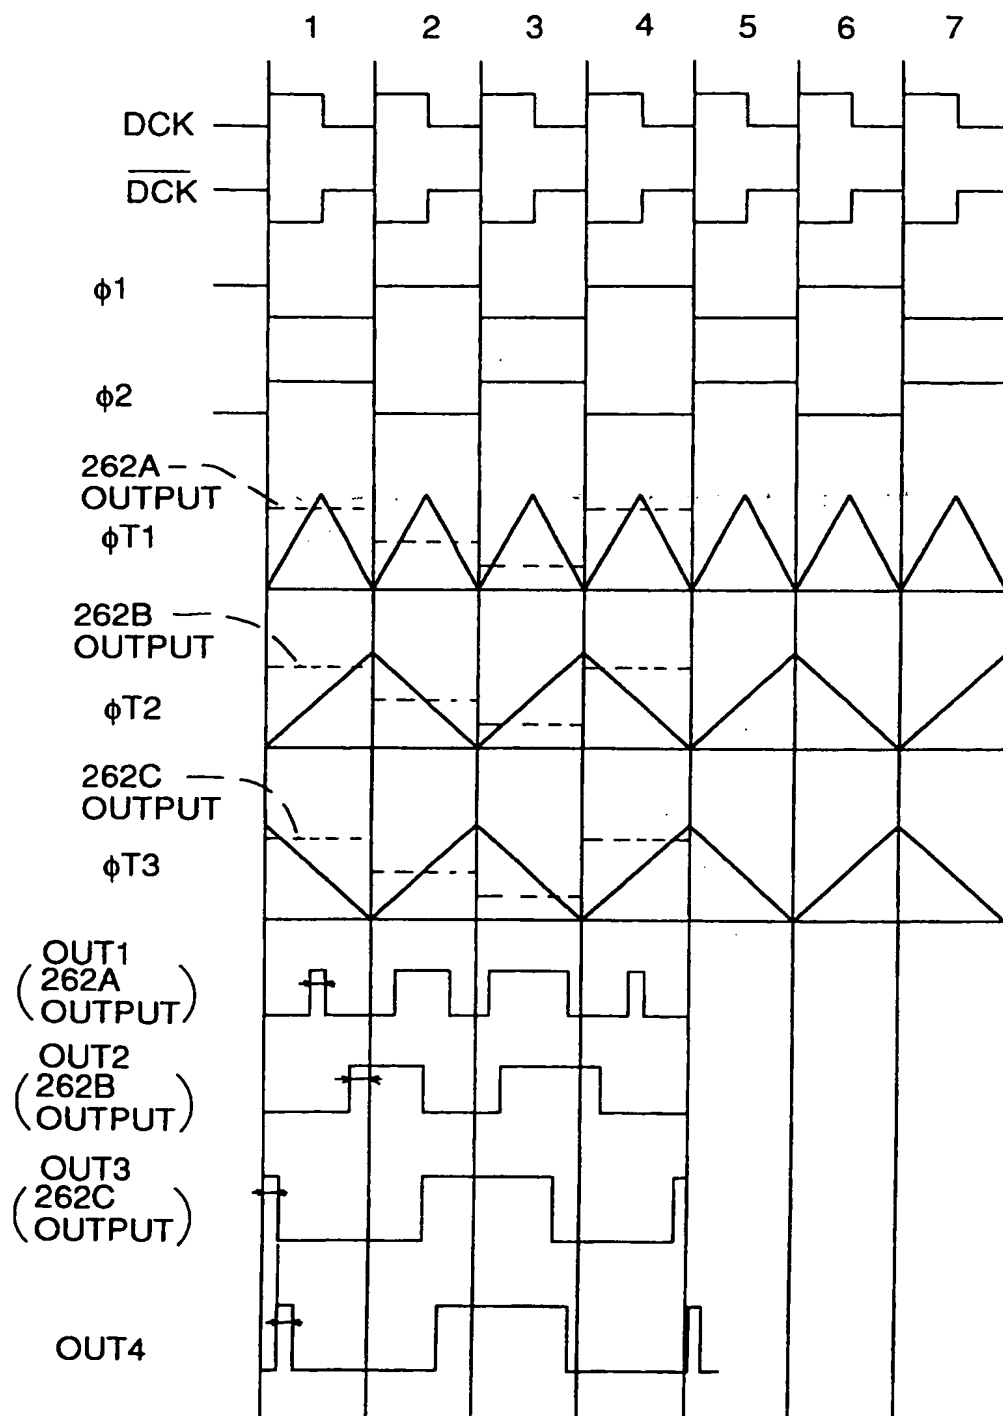 1 2 3 4 5 6 7
DCK
D̅C̅K̅
ϕ1
ϕ2
262A
OUTPUT
ϕT1
262B
OUTPUT
ϕT2
262C
OUTPUT
ϕT3
OUT1
(262A
OUTPUT)
OUT2
(262B
OUTPUT)
OUT3
(262C
OUTPUT)
OUT4